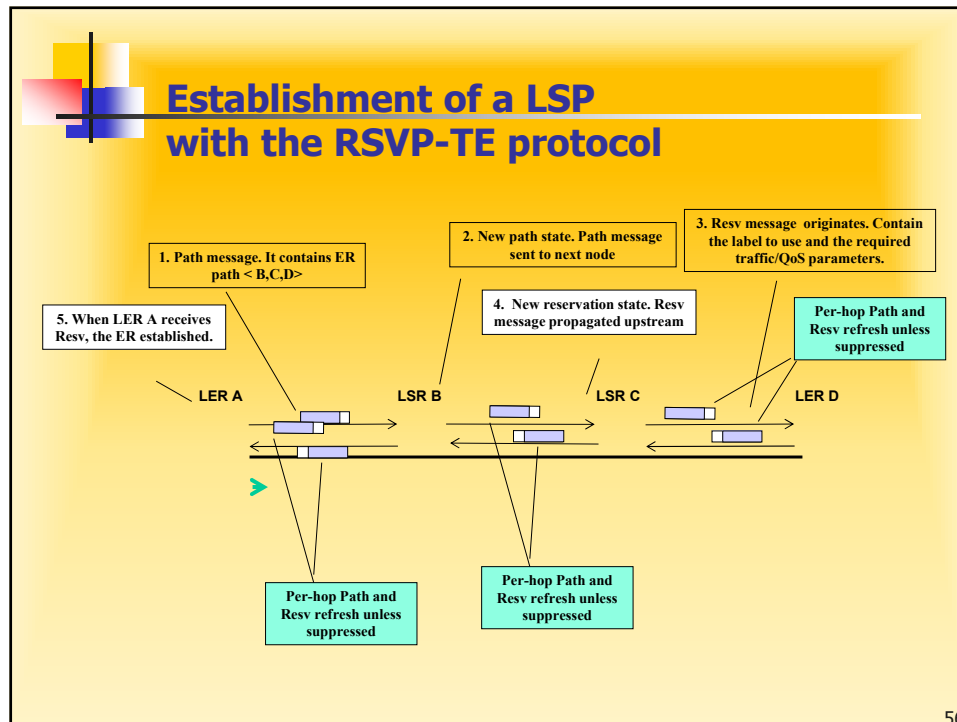 Establishment of a LSP
with the RSVP-TE protocol
1. Path message. It contains ER
path < B,C,D>
2. New path state. Path message
sent to next node
3. Resv message originates. Contain
the label to use and the required
traffic/QoS parameters.
5. When LER A receives
Resv, the ER established.
4. New reservation state. Resv
message propagated upstream
Per-hop Path and
Resv refresh unless
suppressed
LER A
LSR B
LSR C
LER D
Per-hop Path and
Resv refresh unless
suppressed
Per-hop Path and
Resv refresh unless
suppressed